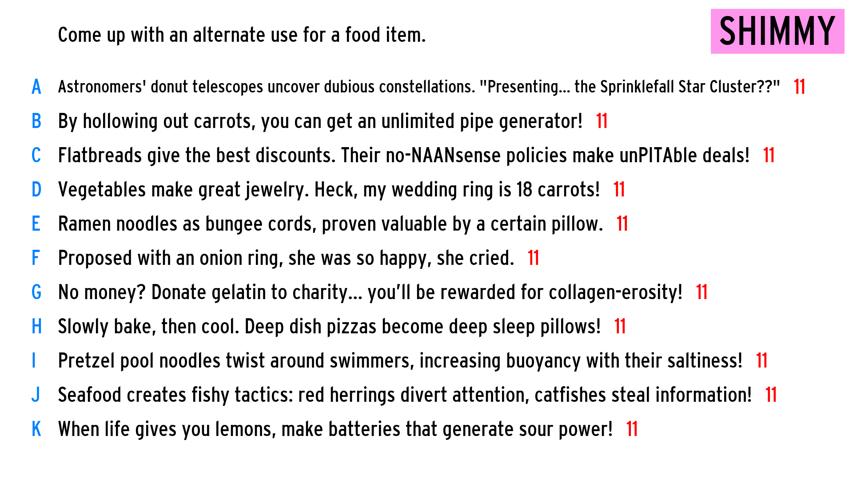 Come up with an alternate use for a food item.
SHIMMY
A Astronomers' donut telescopes uncover dubious constellations. "Presenting... the Sprinklefall Star Cluster??" 11
B By hollowing out carrots, you can get an unlimited pipe generator! 11
C Flatbreads give the best discounts. Their no-NAANsense policies make unPITAble deals! 11
D Vegetables make great jewelry. Heck, my wedding ring is 18 carrots! 11
E Ramen noodles as bungee cords, proven valuable by a certain pillow. 11
F Proposed with an onion ring, she was so happy, she cried. 11
G No money? Donate gelatin to charity... you'll be rewarded for collagen-erosity! 11
H Slowly bake, then cool. Deep dish pizzas become deep sleep pillows! 11
I Pretzel pool noodles twist around swimmers, increasing buoyancy with their saltiness! 11
J Seafood creates fishy tactics: red herrings divert attention, catfishes steal information! 11
K When life gives you lemons, make batteries that generate sour power! 11